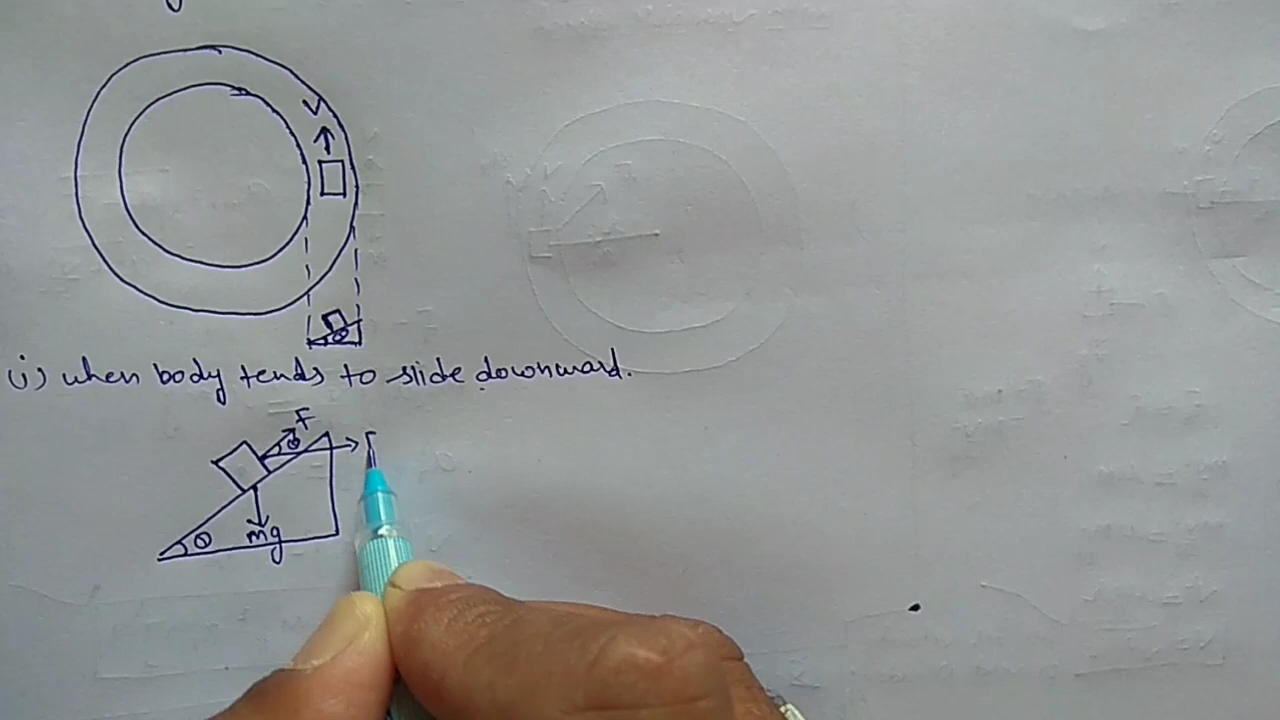 V
θ
(i) when body tends to slide downward.
F
θ
θ mg